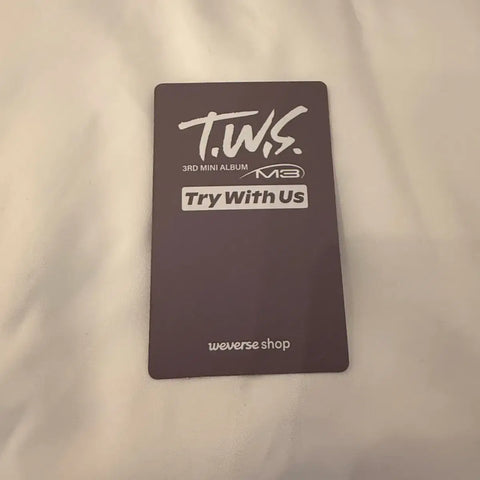 T.W.S.
3RD MINI ALBUM M3
Try With Us
weverse shop